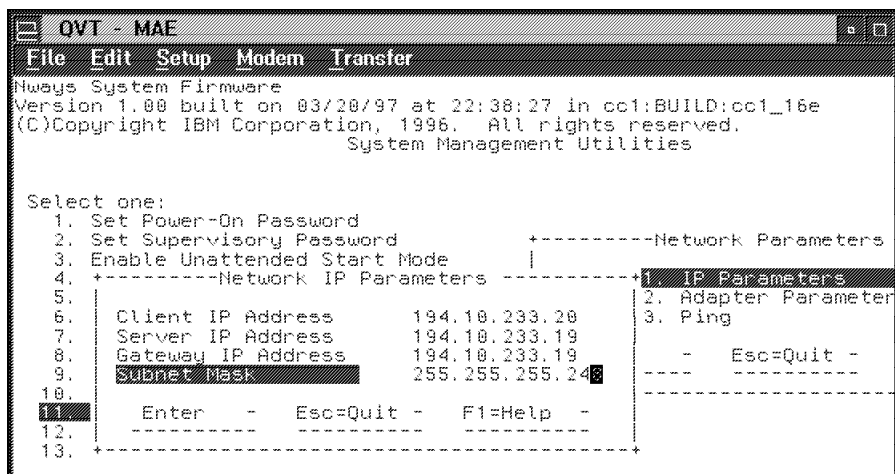 QVT - MAE
File Edit Setup Modem Transfer
Nways System Firmware
Version 1.00 built on 03/20/97 at 22:38:27 in cc1:BUILD:cc1_16e
(C)Copyright IBM Corporation, 1996. All rights reserved.
System Management Utilities
Select one:
1. Set Power-On Password
2. Set Supervisory Password +---------Network Parameters
3. Enable Unattended Start Mode |
4. +---------Network IP Parameters -----------+1. IP Parameters
5. | |2. Adapter Parameter
6. | Client IP Address 194.10.233.20 |3. Ping
7. | Server IP Address 194.10.233.19 |
8. | Gateway IP Address 194.10.233.19 | - Esc=Quit -
9. | Subnet Mask 255.255.255.240 |---- ----------
10. | |-------------------
11. | Enter - Esc=Quit - F1=Help - |
12. | ---------- ---------- ---------- |
13. +--------------------------------------------+